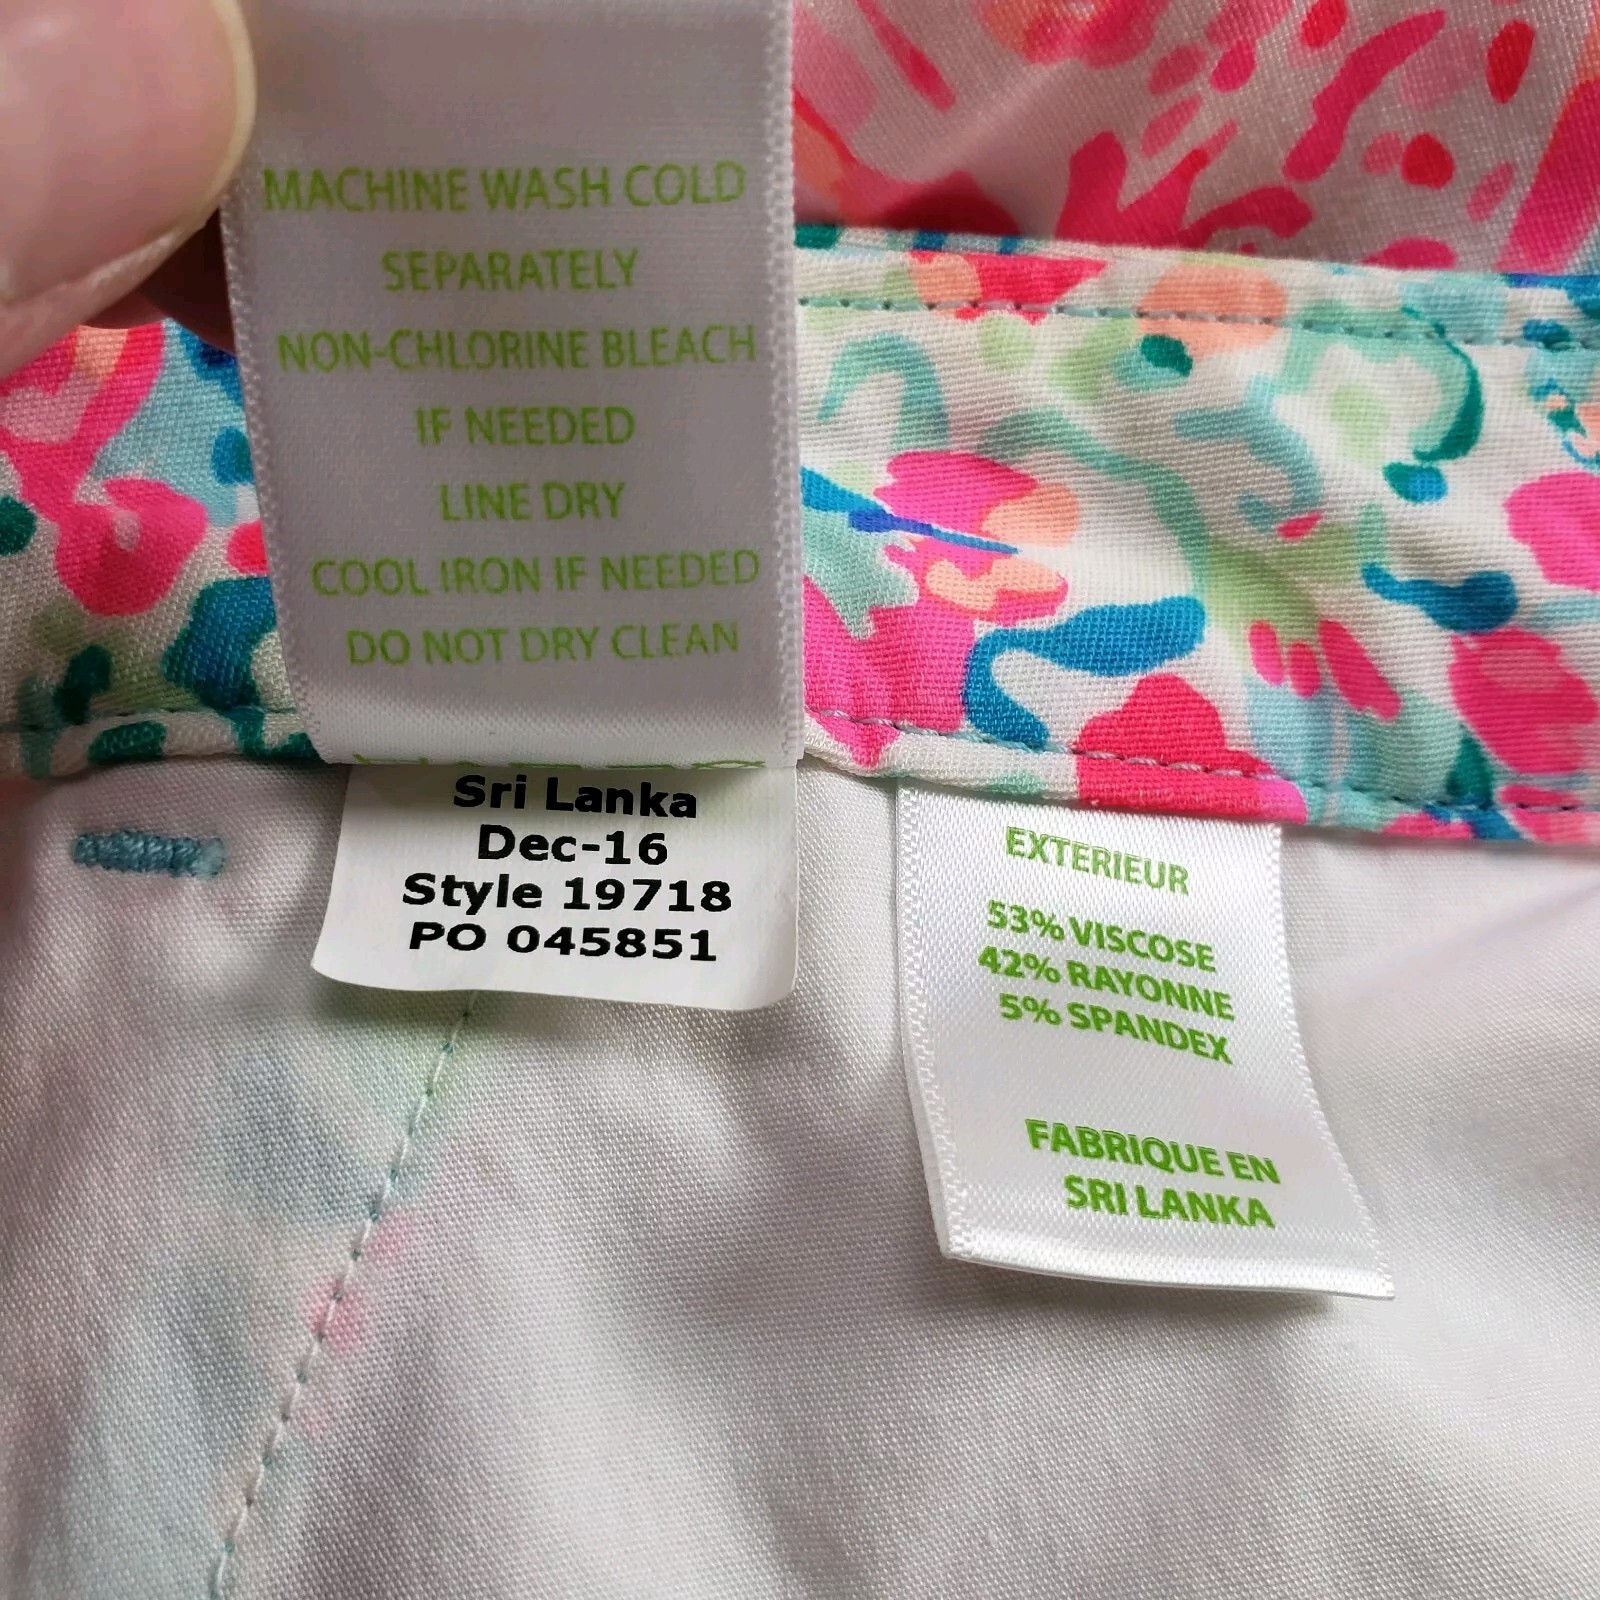 MACHINE WASH COLD
SEPARATELY
NON-CHLORINE BLEACH
IF NEEDED
LINE DRY
COOL IRON IF NEEDED
DO NOT DRY CLEAN
Sri Lanka
Dec-16
Style 19718
PO 045851
EXTERIEUR
53% VISCOSE
42% RAYONNE
5% SPANDEX
FABRIQUE EN
SRI LANKA